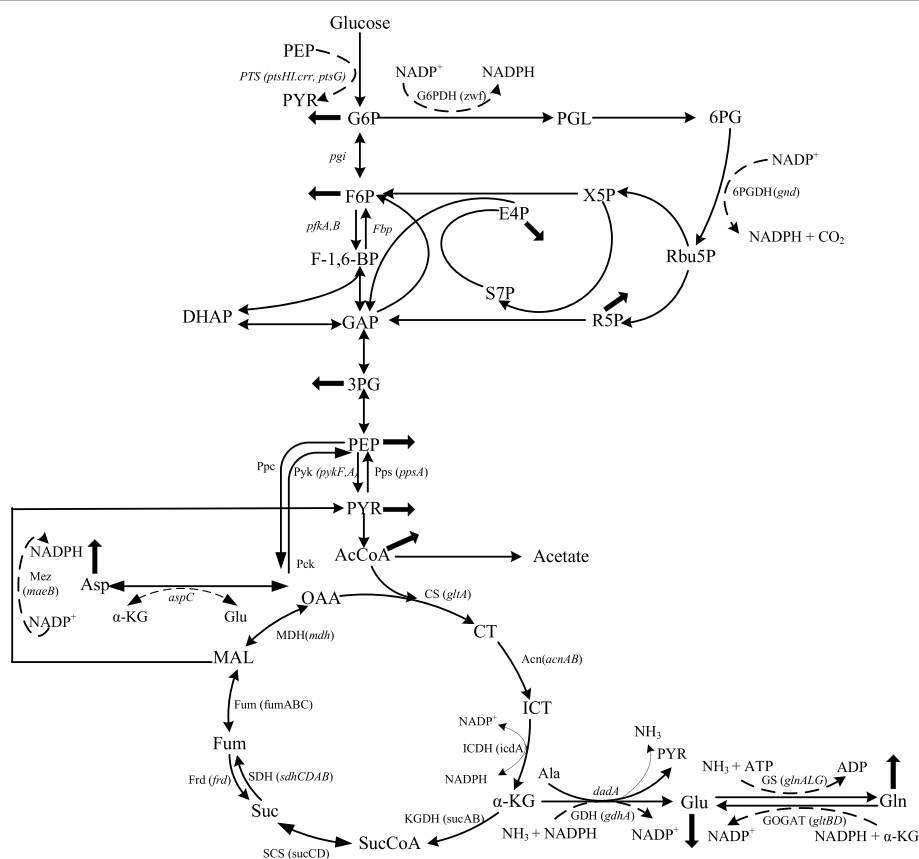 Glucose
PEP
PTS (ptsHI.crr, ptsG)
PYR
NADP⁺
NADPH
G6PDH (zwf)
G6P
PGL
6PG
pgi
NADP⁺
6PGDH(gnd)
NADPH + CO₂
F6P
X5P
E4P
pfkA,B
Fbp
F-1,6-BP
Rbu5P
S7P
DHAP
GAP
R5P
3PG
PEP
Ppc
Pyk (pykF,A)
Pps (ppsA)
PYR
NADPH
Mez
(maeB)
NADP⁺
Asp
Pck
AcCoA
Acetate
aspC
α-KG
Glu
OAA
CS (gltA)
MDH(mdh)
CT
MAL
Acn(acnAB)
Fum (fumABC)
ICT
NADP⁺
ICDH (icdA)
NADPH
Fum
Frd (frd)
SDH (sdhCDAB)
Suc
SCS (sucCD)
SucCoA
KGDH (sucAB)
α-KG
Ala
dadA
NH₃
PYR
GDH (gdhA)
NH₃ + NADPH
NADP⁺
Glu
NH₃ + ATP
ADP
GS (glnALG)
Gln
GOGAT (gltBD)
NADP⁺
NADPH + α-KG